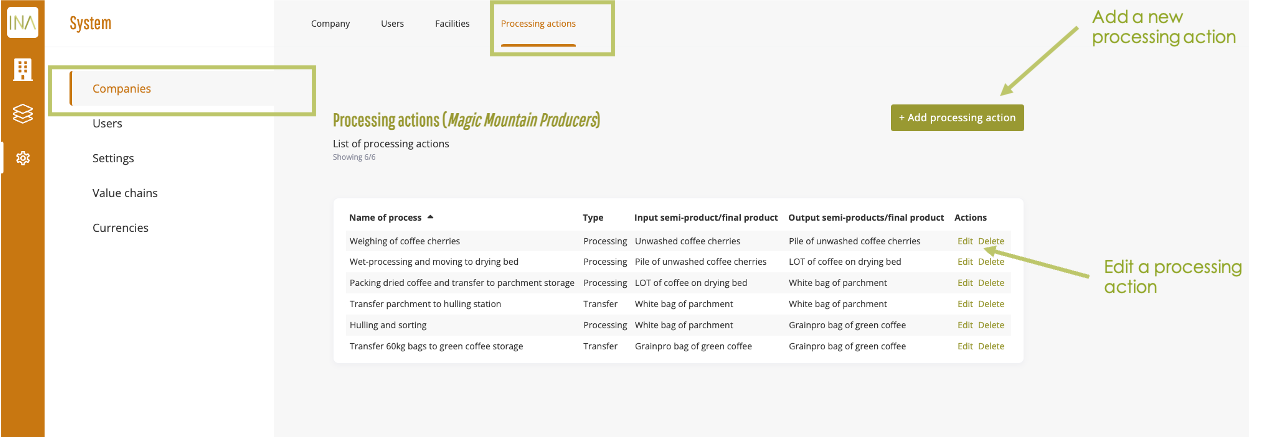 INA
System
Company Users Facilities Processing actions
Add a new
processing action
Companies
Users
Settings
Value chains
Currencies
Processing actions (Magic Mountain Producers)
+ Add processing action
List of processing actions
Showing 6/6
Name of process Type Input semi-product/final product Output semi-products/final product Actions
Weighing of coffee cherries Processing Unwashed coffee cherries Pile of unwashed coffee cherries Edit Delete
Wet-processing and moving to drying bed Processing Pile of unwashed coffee cherries LOT of coffee on drying bed Edit Delete
Packing dried coffee and transfer to parchment storage Processing LOT of coffee on drying bed White bag of parchment Edit Delete
Transfer parchment to hulling station Transfer White bag of parchment White bag of parchment Edit Delete
Hulling and sorting Processing White bag of parchment Grainpro bag of green coffee Edit Delete
Transfer 60kg bags to green coffee storage Transfer Grainpro bag of green coffee Grainpro bag of green coffee Edit Delete
Edit a processing
action